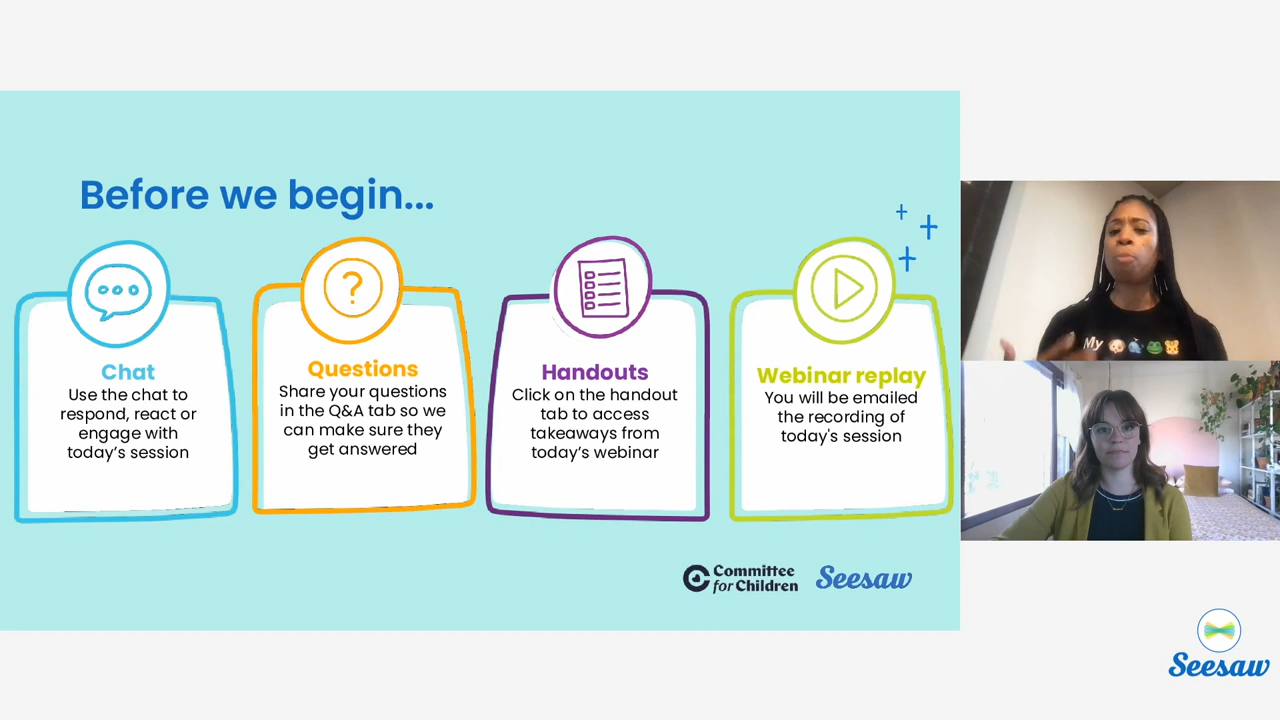 Before we begin...
Chat
Use the chat to
respond, react or
engage with
today’s session
Questions
Share your questions
in the Q&A tab so we
can make sure they
get answered
Handouts
Click on the handout
tab to access
takeaways from
today’s webinar
Webinar replay
You will be emailed
the recording of
today's session
Committee
for Children
Seesaw
My
Seesaw